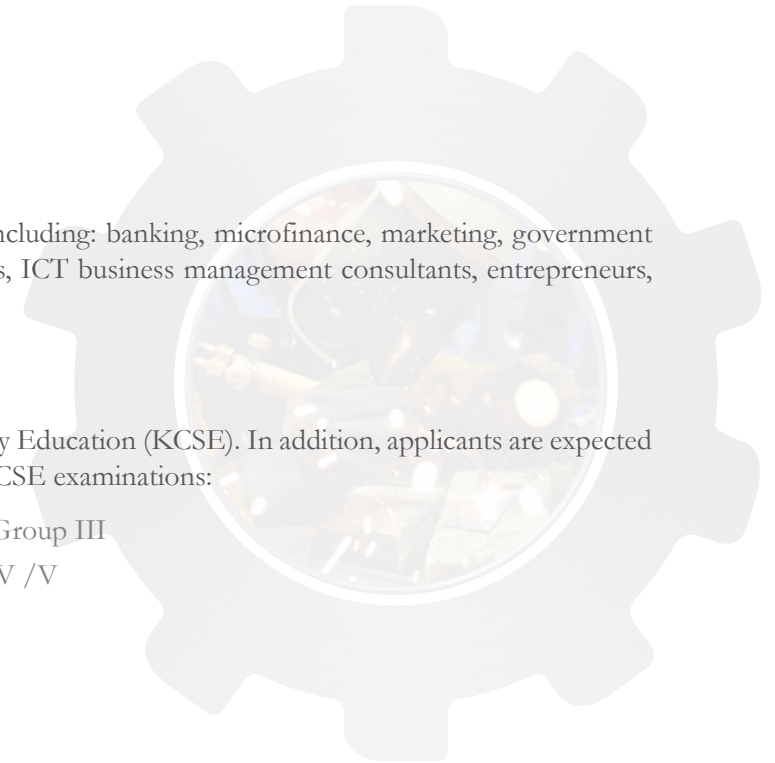 ncluding: banking, microfinance, marketing, government
s, ICT business management consultants, entrepreneurs,
y Education (KCSE). In addition, applicants are expected
CSE examinations:
Group III
V /V